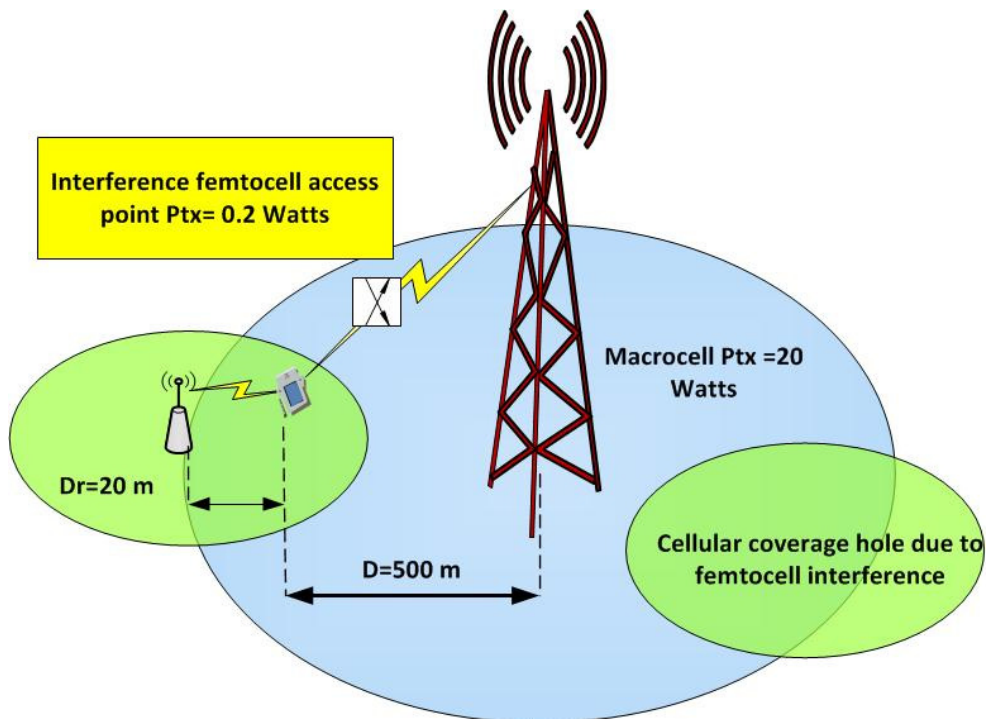 Interference femtocell access
point Ptx= 0.2 Watts
Macrocell Ptx =20
Watts
Dr=20 m
D=500 m
Cellular coverage hole due to
femtocell interference